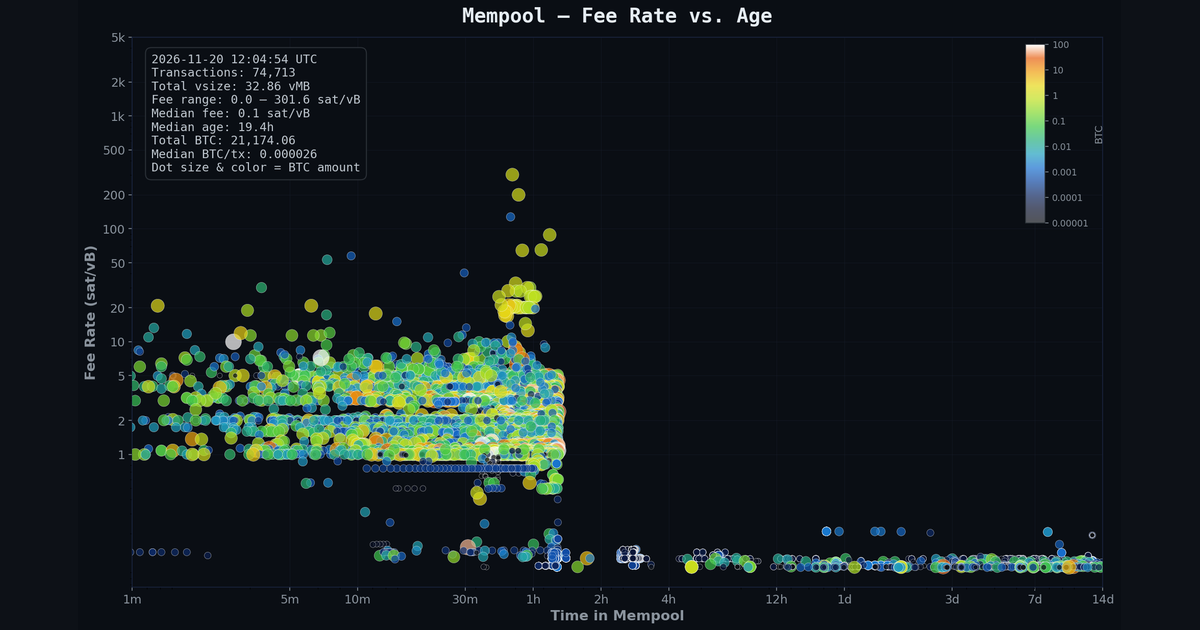 Mempool — Fee Rate vs. Age
2026-11-20 12:04:54 UTC
Transactions: 74,713
Total vsize: 32.86 vMB
Fee range: 0.0 – 301.6 sat/vB
Median fee: 0.1 sat/vB
Median age: 19.4h
Total BTC: 21,174.06
Median BTC/tx: 0.000026
Dot size & color = BTC amount
100
10
1
0.1
0.01
0.001
0.0001
0.00001
BTC
Fee Rate (sat/vB)
5k
2k
1k
500
200
100
50
20
10
5
2
1
1m
5m
10m
30m
1h
2h
4h
12h
1d
3d
7d
14d
Time in Mempool